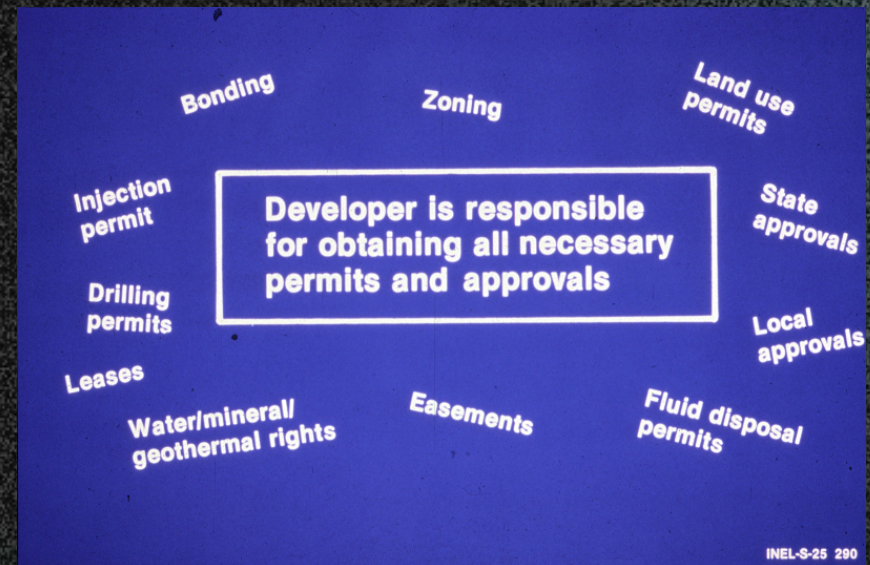 Bonding
Zoning
Land use
permits
Injection
permit
Developer is responsible
for obtaining all necessary
permits and approvals
State
approvals
Drilling
permits
Local
approvals
Leases
Water/mineral/
geothermal rights
Easements
Fluid disposal
permits
INEL-S-25 290